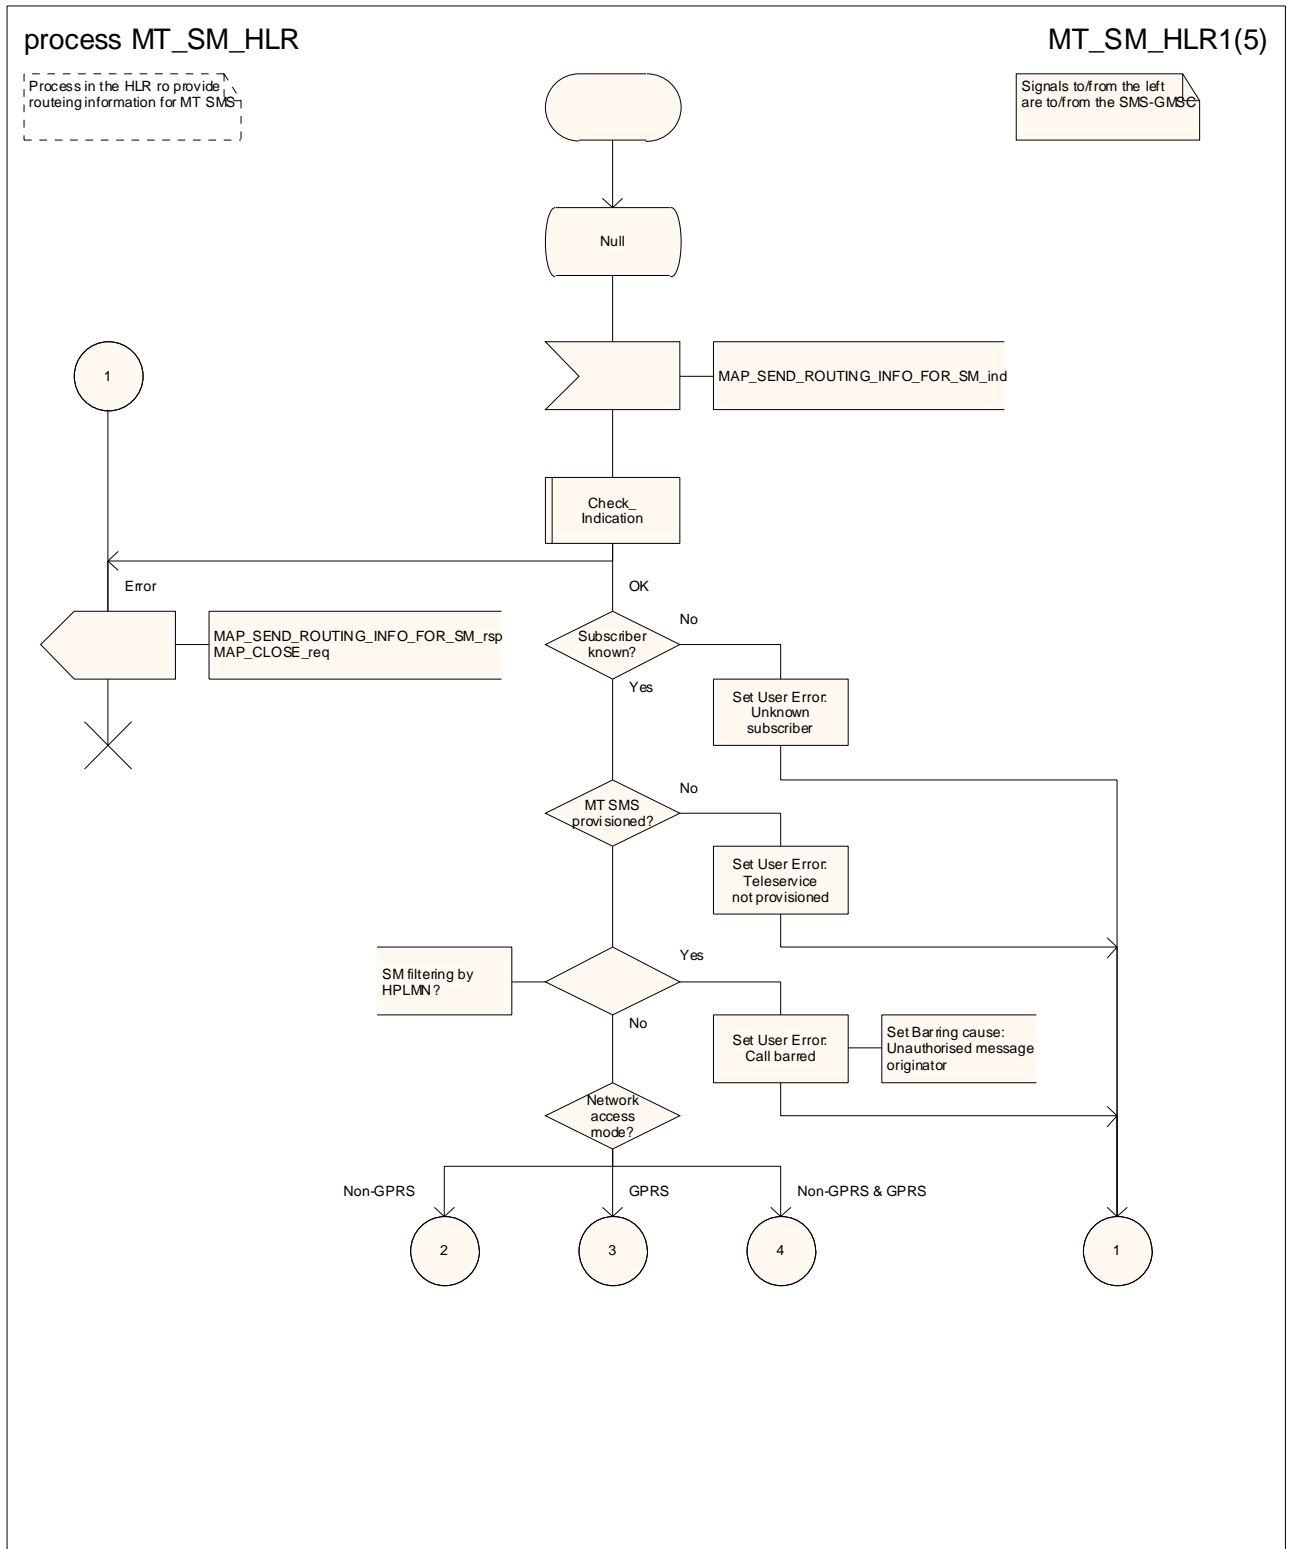 process MT_SM_HLR
MT_SM_HLR1(5)
Process in the HLR ro provide
routeing information for MT SMS
Signals to/from the left
are to/from the SMS-GMSC
Null
1
MAP_SEND_ROUTING_INFO_FOR_SM_ind
Check_
Indication
Error
OK
No
MAP_SEND_ROUTING_INFO_FOR_SM_rsp
MAP_CLOSE_req
Subscriber
known?
Yes
Set User Error:
Unknown
subscriber
No
MT SMS
provisioned?
Set User Error:
Teleservice
not provisioned
Yes
SM filtering by
HPLMN?
No
Set User Error:
Call barred
Set Barring cause:
Unauthorised message
originator
Network
access
mode?
Non-GPRS
GPRS
Non-GPRS & GPRS
2
3
4
1